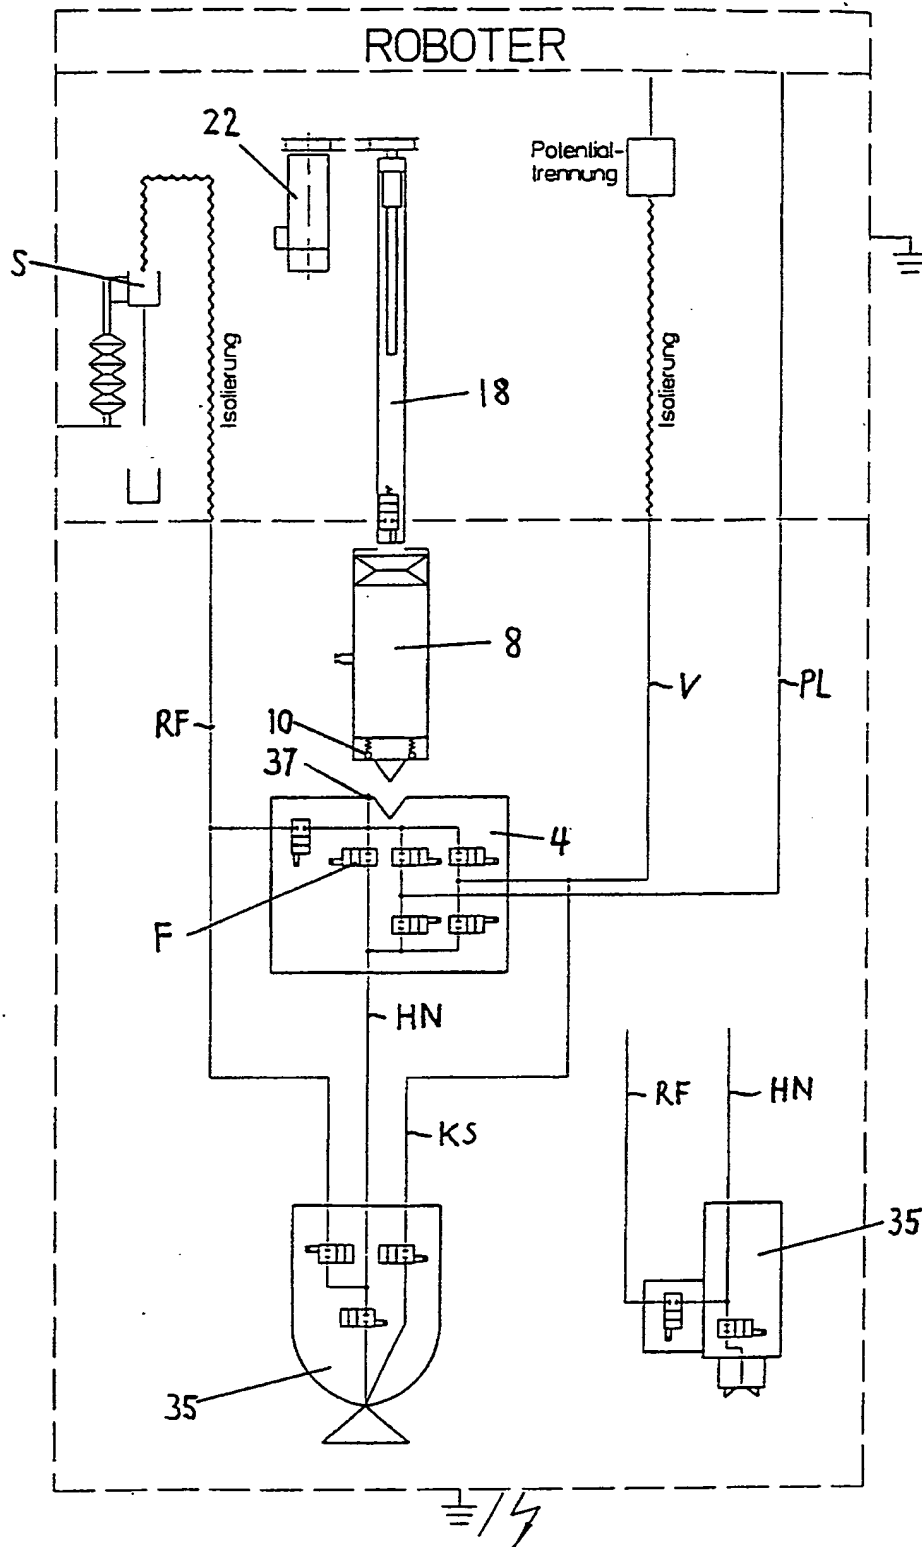 ROBOTER
22
Potential-
trennung
S
Isolierung
Isolierung
18
8
V
PL
RF
10
37
4
F
HN
RF
HN
KS
35
35